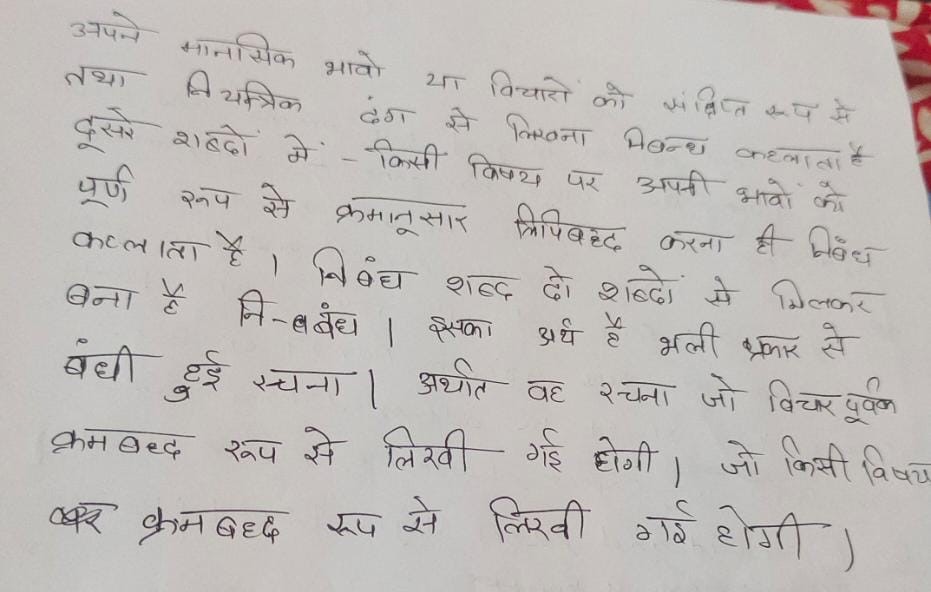 अपने मानसिक भावो या विचारों को संक्षिप्त रूप से
तथा नियन्त्रिक ढंग से लिखना निबन्ध कहलाता है
दूसरे शब्दों में - किसी विषय पर अपनी भावों को
पूर्ण रूप से क्रमानुसार लिपिबद्द करना ही निबंध
कहलाता है । निबंध शब्द दो शब्दों से मिलकर
बना है नि-बंध । इसका अर्थ है भली प्रकार से
बंधी हुई रचना । अर्थात वह रचना जो विचार पूर्वक
क्रमबद्द रूप से लिखी गई होगी । जो किसी विषय
पर क्रमबद्द रूप से लिखी गई होगी ।